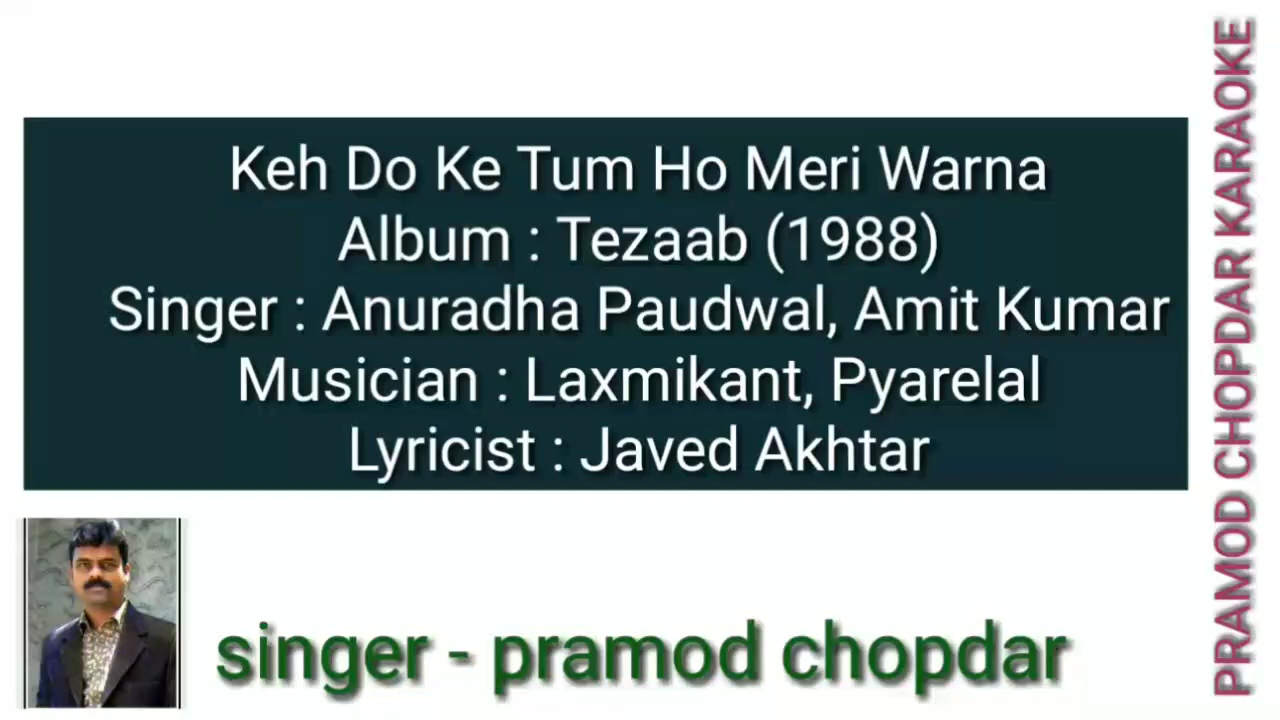 Keh Do Ke Tum Ho Meri Warna
Album : Tezaab (1988)
Singer : Anuradha Paudwal, Amit Kumar
Musician : Laxmikant, Pyarelal
Lyricist : Javed Akhtar
singer - pramod chopdar
PRAMOD CHOPDAR KARAOKE